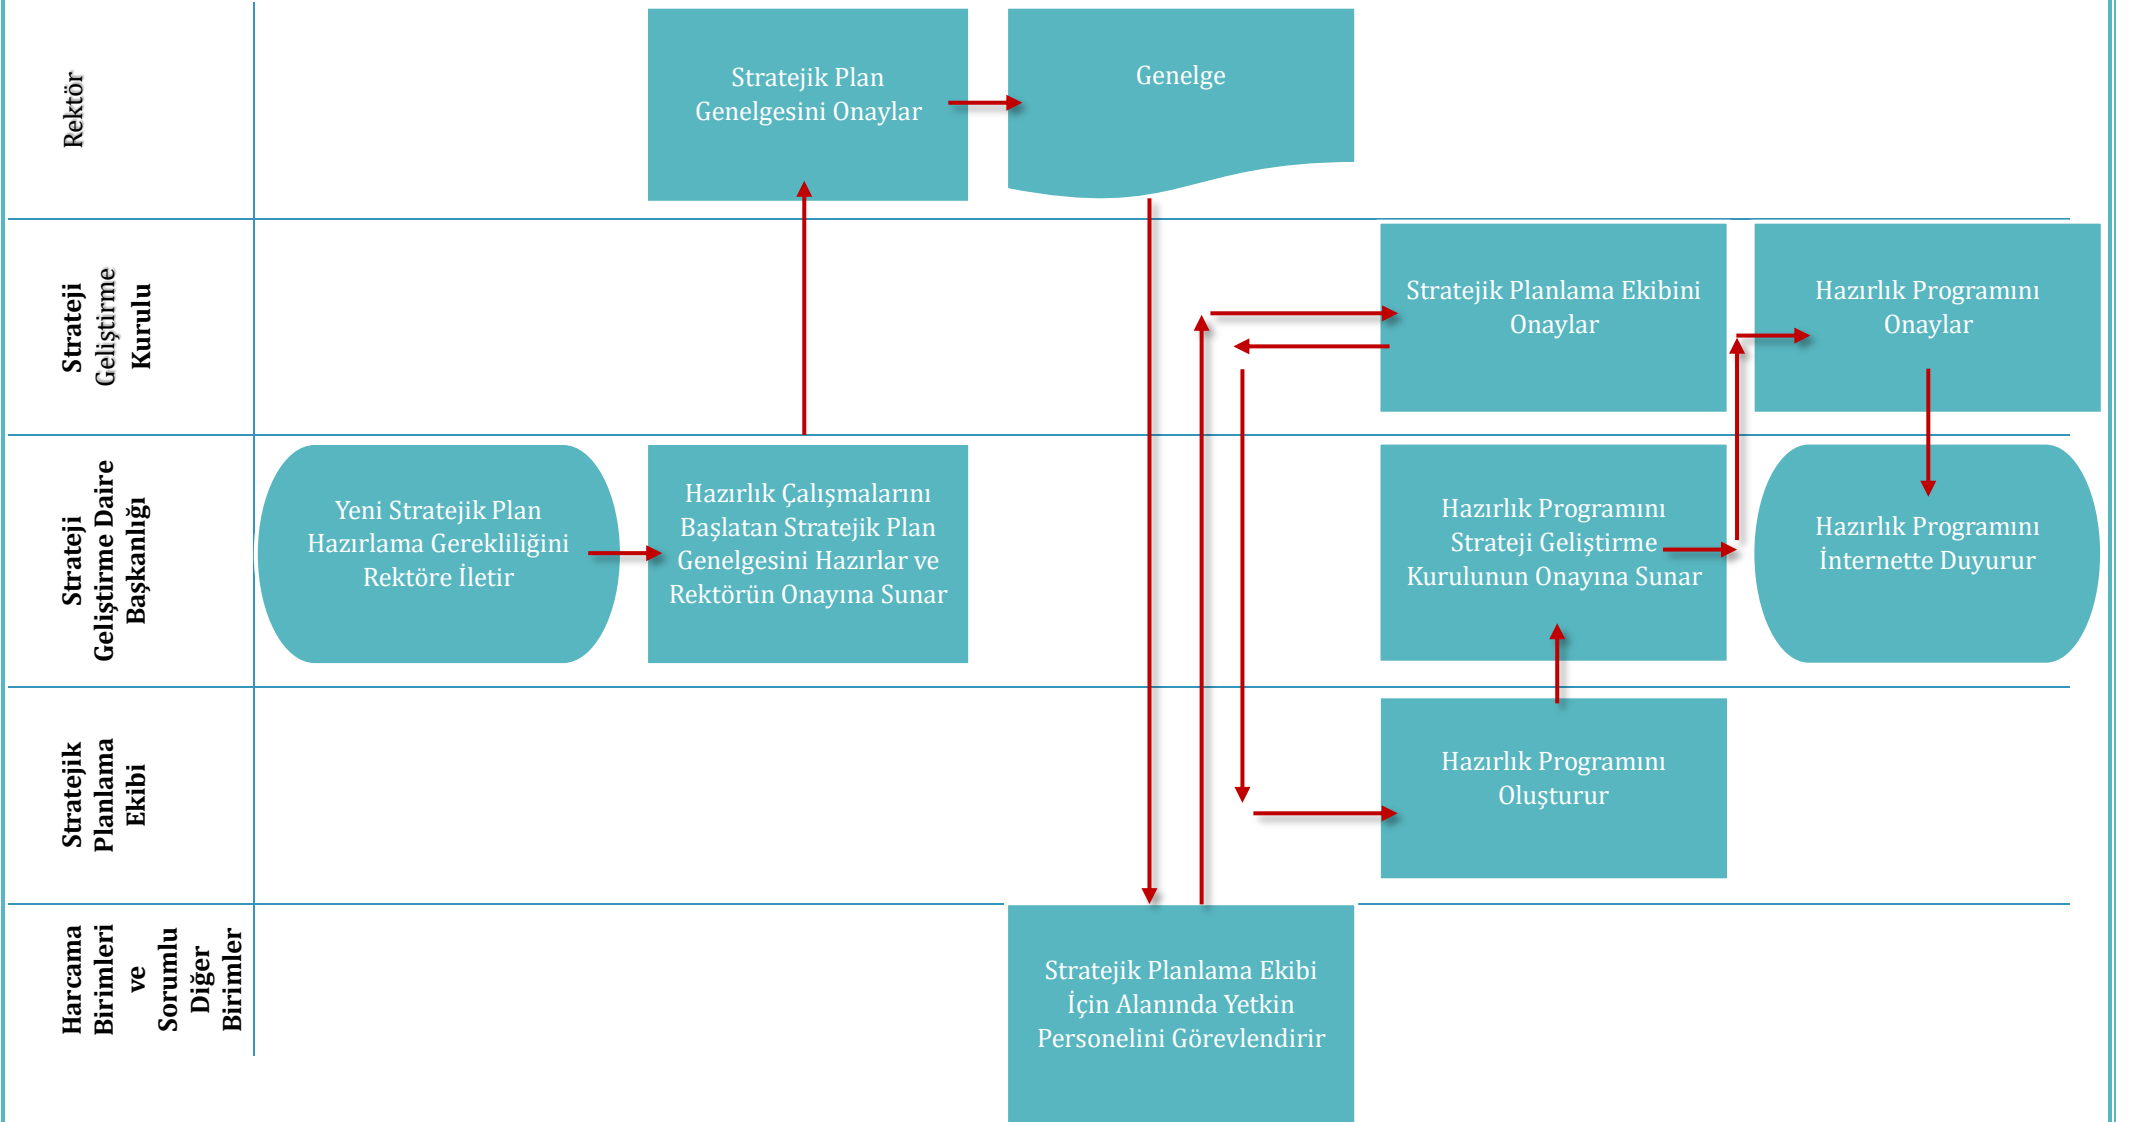 Rektör
Stratejik Plan
Genelgesini Onaylar
Genelge
Strateji
Geliştirme
Kurulu
Stratejik Planlama Ekibini
Onaylar
Hazırlık Programını
Onaylar
Strateji
Geliştirme Daire
Başkanlığı
Yeni Stratejik Plan
Hazırlama Gerekliliğini
Rektöre İletir
Hazırlık Çalışmalarını
Başlatan Stratejik Plan
Genelgesini Hazırlar ve
Rektörün Onayına Sunar
Hazırlık Programını
Strateji Geliştirme
Kurulunun Onayına Sunar
Hazırlık Programını
İnternette Duyurur
Stratejik
Planlama
Ekibi
Hazırlık Programını
Oluşturur
Harcama
Birimleri
ve
Sorumlu
Diğer
Birimler
Stratejik Planlama Ekibi
İçin Alanında Yetkin
Personelini Görevlendirir